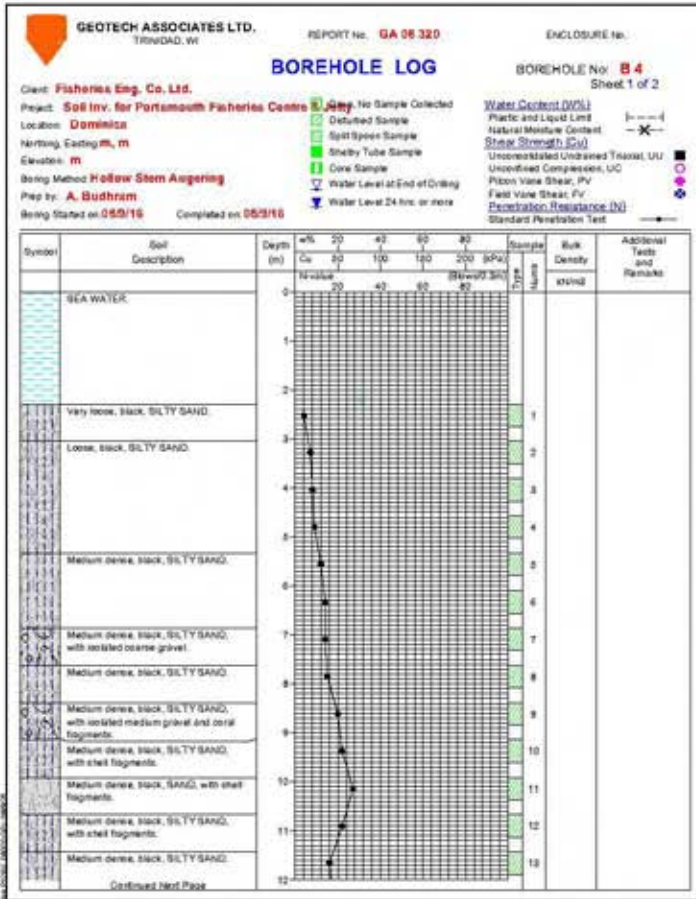 GEOTECH ASSOCIATES LTD.
TRINIDAD, WI
REPORT No. GA 06 320
ENCLOSURE No.
BOREHOLE LOG
BOREHOLE No: B 4
Sheet 1 of 2
Client: Fisheries Eng. Co. Ltd.
Project: Soil Inv. for Portsmouth Fisheries Centre & Jetty
Location: Dominica
Northing, Easting: m, m
Elevation: m
Boring Method: Hollow Stem Augering
Prep by: A. Budhram
Boring Started on:
Completed on:
No Sample Collected
Disturbed Sample
Split Spoon Sample
Shelby Tube Sample
Core Sample
Water Level at End of Drilling
Water Level 24 hrs. or more
Water Content (W%)
Plastic and Liquid Limit
Natural Moisture Content
Shear Strength (Cu)
Unconsolidated Undrained Triaxial, UU
Unconfined Compression, UC
Pilcon Vane Shear, PV
Field Vane Shear, FV
Penetration Resistance (N)
Standard Penetration Test
Symbol
Soil Description
Depth (m)
w% 20 40 60 80
Cu 50 100 150 200 (kPa)
N-value (Blows/0.3m)
20 40 60 80
Sample
Type
Name
Bulk Density
kN/m3
Additional Tests and Remarks
0
SEA WATER.
1
2
Very loose, black, SILTY SAND.
1
3
Loose, black, SILTY SAND.
2
4
3
4
5
Medium dense, black, SILTY SAND.
5
6
6
Medium dense, black, SILTY SAND,
with isolated coarse gravel.
7
7
Medium dense, black, SILTY SAND.
8
8
Medium dense, black, SILTY SAND,
with isolated medium gravel and coral
fragments.
9
9
Medium dense, black, SILTY SAND,
with shell fragments.
10
10
Medium dense, black, SAND, with shell
fragments.
11
Medium dense, black, SILTY SAND,
with shell fragments.
11
12
Medium dense, black, SILTY SAND.
13
12
Continued Next Page